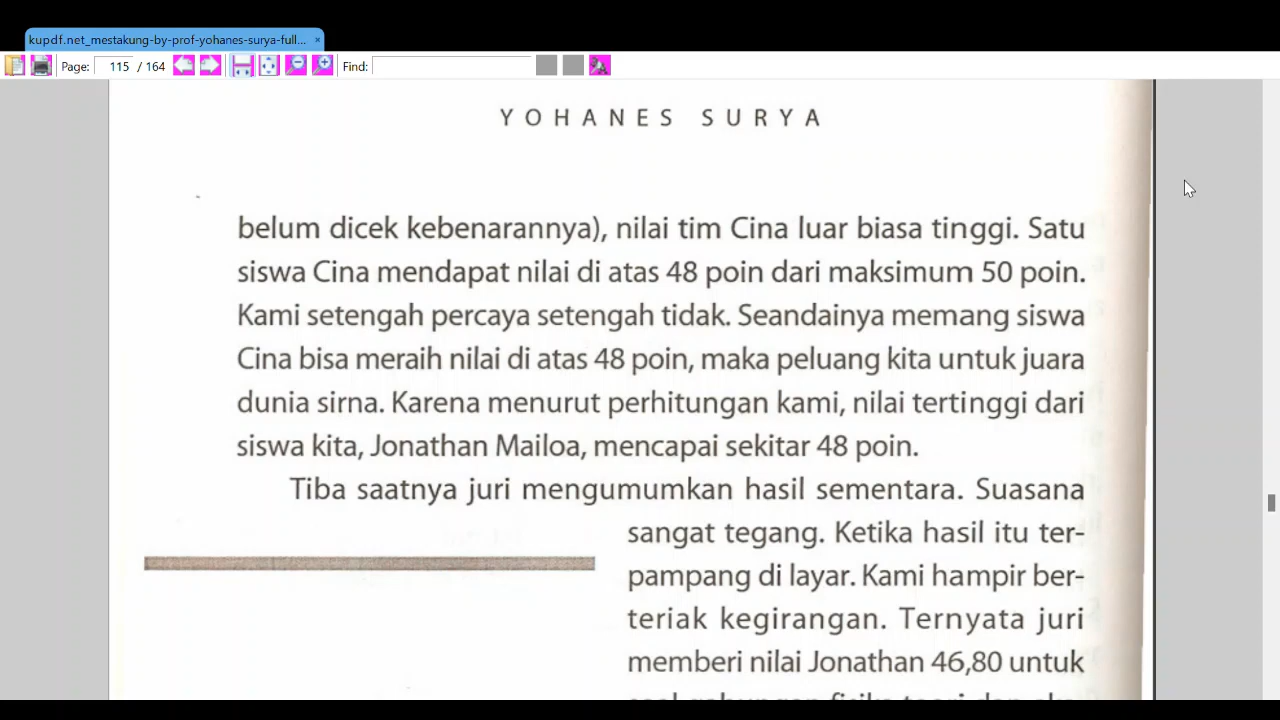 kupdf.net_mestakung-by-prof-yohanes-surya-full... ×
Page: 115 / 164 Find:
YOHANES SURYA
belum dicek kebenarannya), nilai tim Cina luar biasa tinggi. Satu
siswa Cina mendapat nilai di atas 48 poin dari maksimum 50 poin.
Kami setengah percaya setengah tidak. Seandainya memang siswa
Cina bisa meraih nilai di atas 48 poin, maka peluang kita untuk juara
dunia sirna. Karena menurut perhitungan kami, nilai tertinggi dari
siswa kita, Jonathan Mailoa, mencapai sekitar 48 poin.
Tiba saatnya juri mengumumkan hasil sementara. Suasana
sangat tegang. Ketika hasil itu ter-
pampang di layar. Kami hampir ber-
teriak kegirangan. Ternyata juri
memberi nilai Jonathan 46,80 untuk